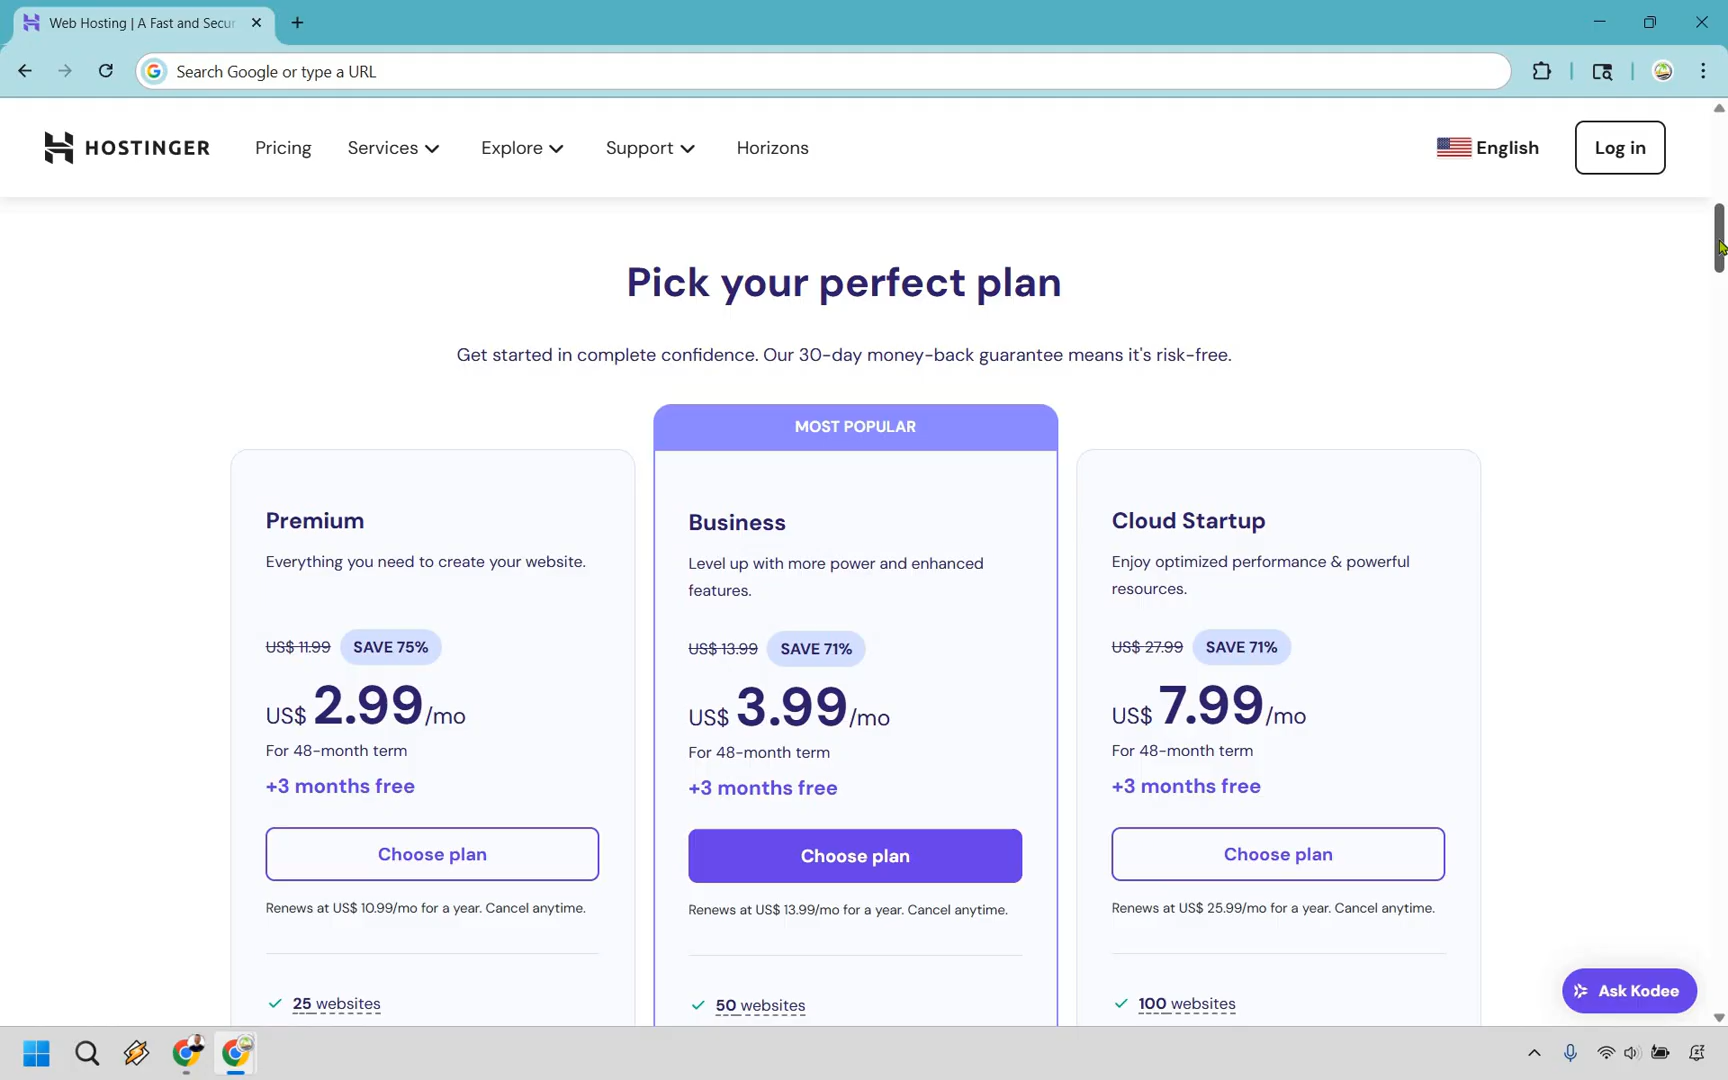 Web Hosting | A Fast and Secur
Search Google or type a URL
HOSTINGER
Pricing
Services
Explore
Support
Horizons
English
Log in
Pick your perfect plan
Get started in complete confidence. Our 30-day money-back guarantee means it's risk-free.
Premium
Everything you need to create your website.
US$ 11.99
SAVE 75%
US$ 2.99/mo
For 48-month term
+3 months free
Choose plan
Renews at US$ 10.99/mo for a year. Cancel anytime.
25 websites
MOST POPULAR
Business
Level up with more power and enhanced
features.
US$ 13.99
SAVE 71%
US$ 3.99/mo
For 48-month term
+3 months free
Choose plan
Renews at US$ 13.99/mo for a year. Cancel anytime.
50 websites
Cloud Startup
Enjoy optimized performance & powerful
resources.
US$ 27.99
SAVE 71%
US$ 7.99/mo
For 48-month term
+3 months free
Choose plan
Renews at US$ 25.99/mo for a year. Cancel anytime.
100 websites
Ask Kodee